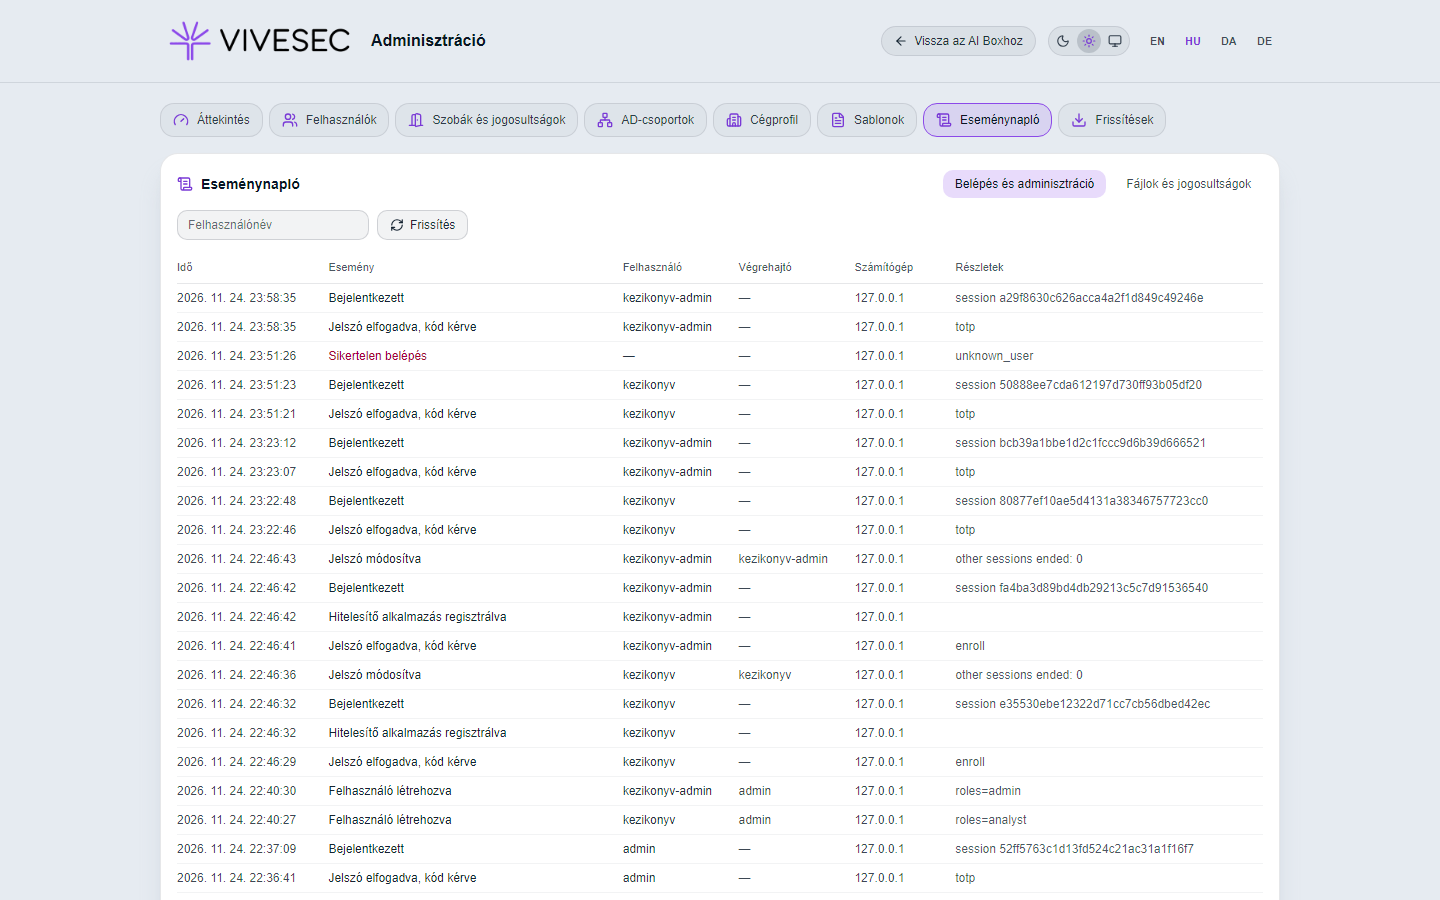 VIVESEC Adminisztráció Vissza az AI Boxhoz EN HU DA DE
Áttekintés Felhasználók Szobák és jogosultságok AD-csoportok Cégprofil Sablonok Eseménynapló Frissítések
Eseménynapló Belépés és adminisztráció Fájlok és jogosultságok
Felhasználónév Frissítés
Idő Esemény Felhasználó Végrehajtó Számítógép Részletek
2026. 11. 24. 23:58:35 Bejelentkezett kezikonyv-admin — 127.0.0.1 session a29f8630c626acca4a2f1d849c49246e
2026. 11. 24. 23:58:35 Jelszó elfogadva, kód kérve kezikonyv-admin — 127.0.0.1 totp
2026. 11. 24. 23:51:26 Sikertelen belépés — — 127.0.0.1 unknown_user
2026. 11. 24. 23:51:23 Bejelentkezett kezikonyv — 127.0.0.1 session 50888ee7cda612197d730ff93b05df20
2026. 11. 24. 23:51:21 Jelszó elfogadva, kód kérve kezikonyv — 127.0.0.1 totp
2026. 11. 24. 23:23:12 Bejelentkezett kezikonyv-admin — 127.0.0.1 session bcb39a1bbe1d2c1fccc9d6b39d666521
2026. 11. 24. 23:23:07 Jelszó elfogadva, kód kérve kezikonyv-admin — 127.0.0.1 totp
2026. 11. 24. 23:22:48 Bejelentkezett kezikonyv — 127.0.0.1 session 80877ef10ae5d4131a38346757723cc0
2026. 11. 24. 23:22:46 Jelszó elfogadva, kód kérve kezikonyv — 127.0.0.1 totp
2026. 11. 24. 22:46:43 Jelszó módosítva kezikonyv-admin kezikonyv-admin 127.0.0.1 other sessions ended: 0
2026. 11. 24. 22:46:42 Bejelentkezett kezikonyv-admin — 127.0.0.1 session fa4ba3d89bd4db29213c5c7d91536540
2026. 11. 24. 22:46:42 Hitelesítő alkalmazás regisztrálva kezikonyv-admin — 127.0.0.1
2026. 11. 24. 22:46:41 Jelszó elfogadva, kód kérve kezikonyv-admin — 127.0.0.1 enroll
2026. 11. 24. 22:46:36 Jelszó módosítva kezikonyv kezikonyv 127.0.0.1 other sessions ended: 0
2026. 11. 24. 22:46:32 Bejelentkezett kezikonyv — 127.0.0.1 session e35530ebe12322d71cc7cb56dbed42ec
2026. 11. 24. 22:46:32 Hitelesítő alkalmazás regisztrálva kezikonyv — 127.0.0.1
2026. 11. 24. 22:46:29 Jelszó elfogadva, kód kérve kezikonyv — 127.0.0.1 enroll
2026. 11. 24. 22:40:30 Felhasználó létrehozva kezikonyv-admin admin 127.0.0.1 roles=admin
2026. 11. 24. 22:40:27 Felhasználó létrehozva kezikonyv admin 127.0.0.1 roles=analyst
2026. 11. 24. 22:37:09 Bejelentkezett admin — 127.0.0.1 session 52ff5763c1d13fd524c21ac31a1f16f7
2026. 11. 24. 22:36:41 Jelszó elfogadva, kód kérve admin — 127.0.0.1 totp